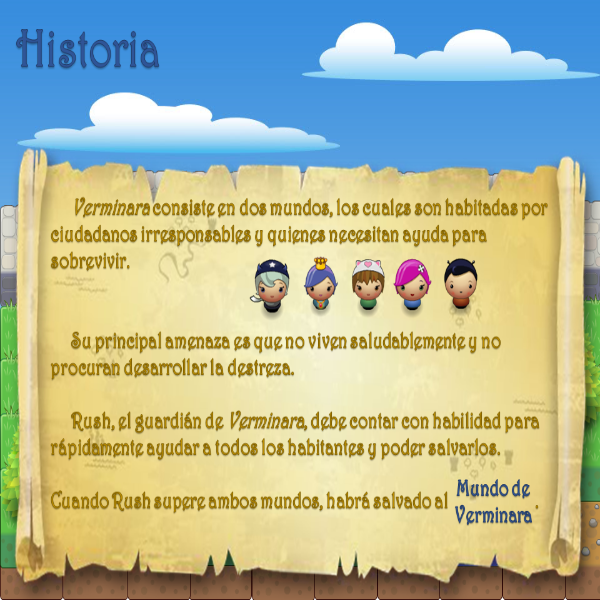 Historia
Verminara consiste en dos mundos, los cuales son habitadas por
ciudadanos irresponsables y quienes necesitan ayuda para
sobrevivir.
Su principal amenaza es que no viven saludablemente y no
procuran desarrollar la destreza.
Rush, el guardián de Verminara, debe contar con habilidad para
rápidamente ayudar a todos los habitantes y poder salvarlos.
Cuando Rush supere ambos mundos, habrá salvado al Mundo de
Verminara.